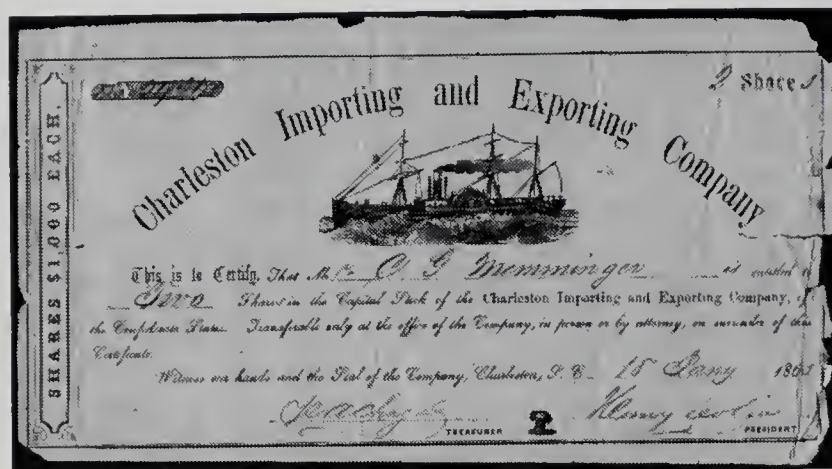 2 Shares
Charleston Importing and Exporting Company
SHARES $1,000 EACH.
This is to Certify, That Mr C G Memminger is entitled to
Two Shares in the Capital Stock of the Charleston Importing and Exporting Company, of
the Confederate States. Transferable only at the office of the Company, in person or by attorney, on surrender of this
Certificate.
Witness our hands and the Seal of the Company, Charleston, S. C. 15 Jany 186
Henry
TREASURER 2 PRESIDENT